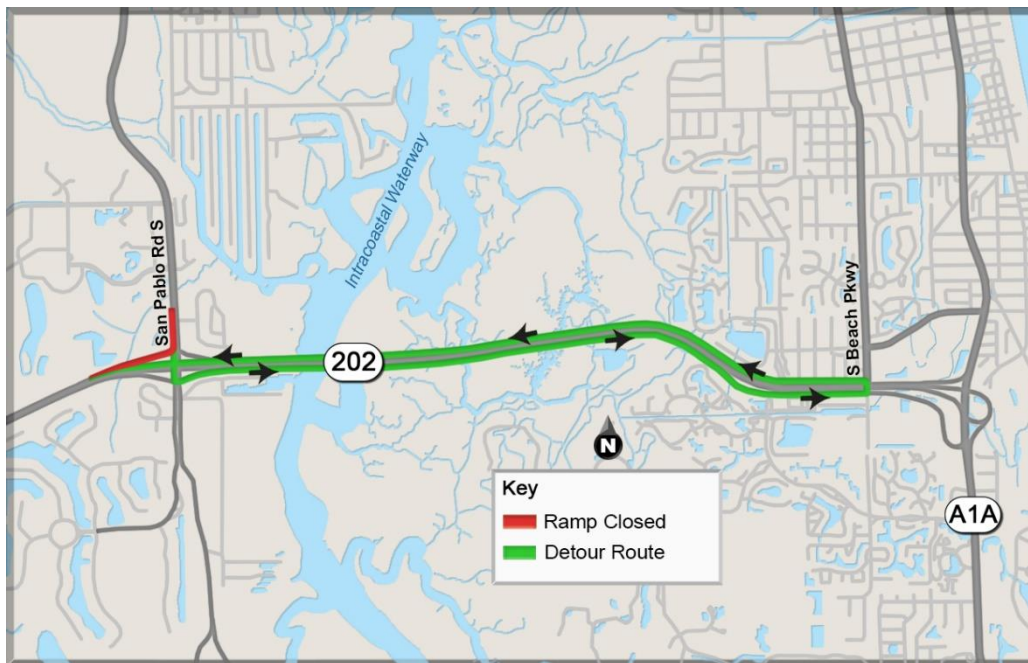 San Pablo Rd S
Intracoastal Waterway
S Beach Pkwy
202
N
Key
Ramp Closed
Detour Route
A1A